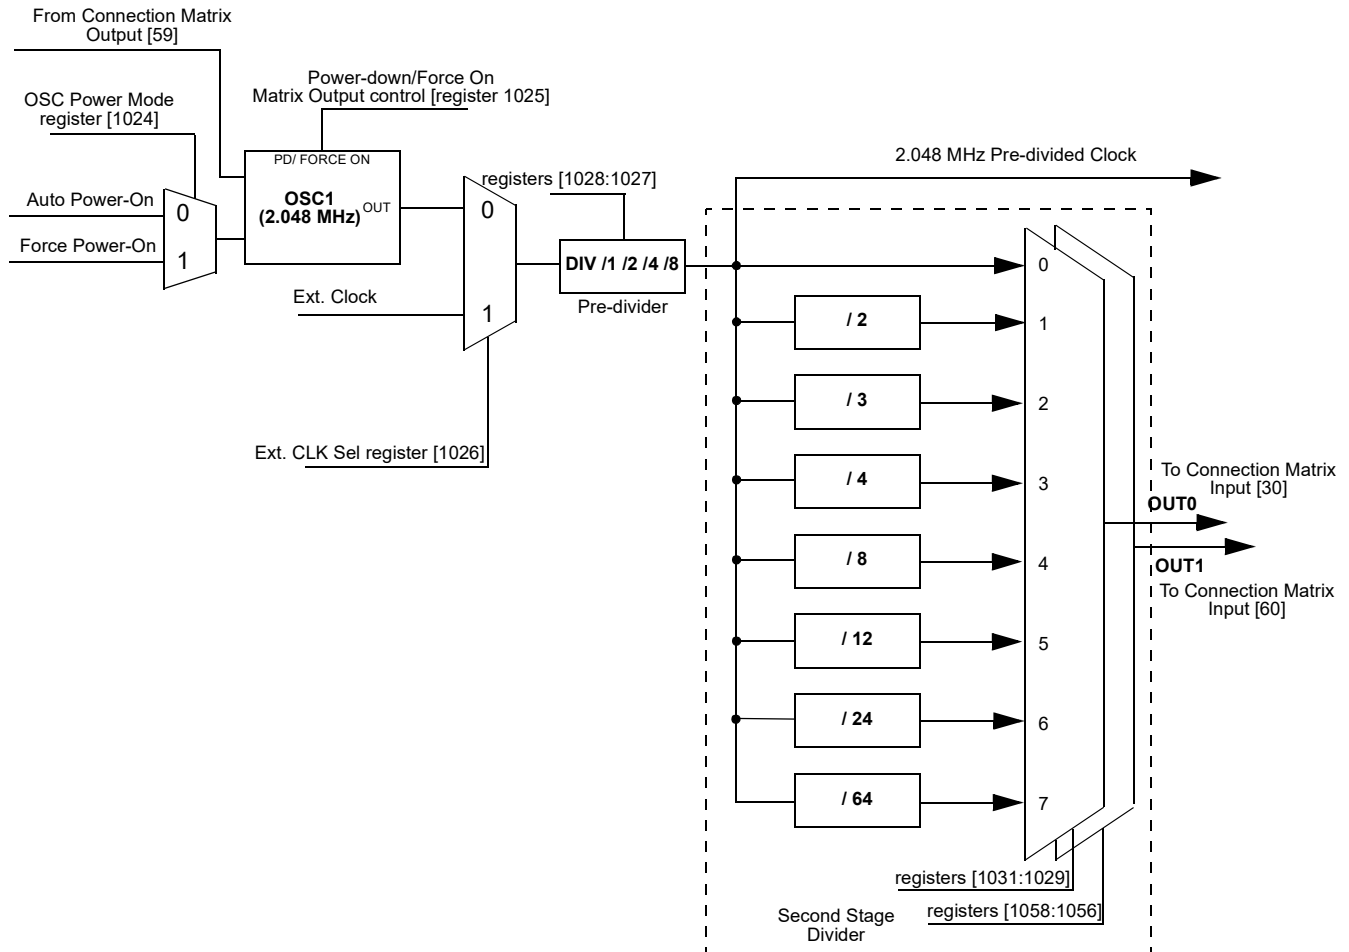 From Connection Matrix
Output [59]
Power-down/Force On
Matrix Output control [register 1025]
OSC Power Mode
register [1024]
PD/ FORCE ON
OSC1
(2.048 MHz)
OUT
Auto Power-On
0
Force Power-On
1
2.048 MHz Pre-divided Clock
registers [1028:1027]
0
DIV /1 /2 /4 /8
Pre-divider
Ext. Clock
1
Ext. CLK Sel register [1026]
0
/ 2
1
/ 3
2
/ 4
3
/ 8
4
/ 12
5
/ 24
6
/ 64
7
To Connection Matrix
Input [30]
OUT0
OUT1
To Connection Matrix
Input [60]
registers [1031:1029]
registers [1058:1056]
Second Stage
Divider